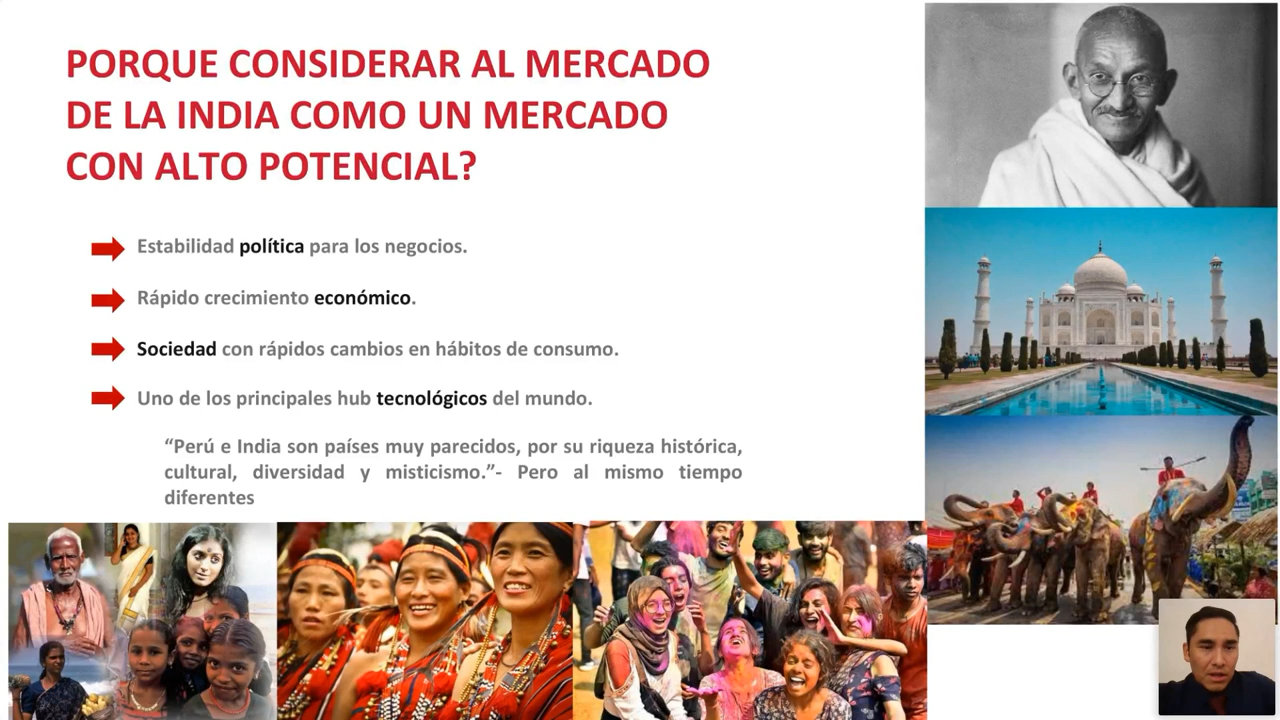 PORQUE CONSIDERAR AL MERCADO
DE LA INDIA COMO UN MERCADO
CON ALTO POTENCIAL?
Estabilidad política para los negocios.
Rápido crecimiento económico.
Sociedad con rápidos cambios en hábitos de consumo.
Uno de los principales hub tecnológicos del mundo.
“Perú e India son países muy parecidos, por su riqueza histórica,
cultural, diversidad y misticismo.”- Pero al mismo tiempo
diferentes